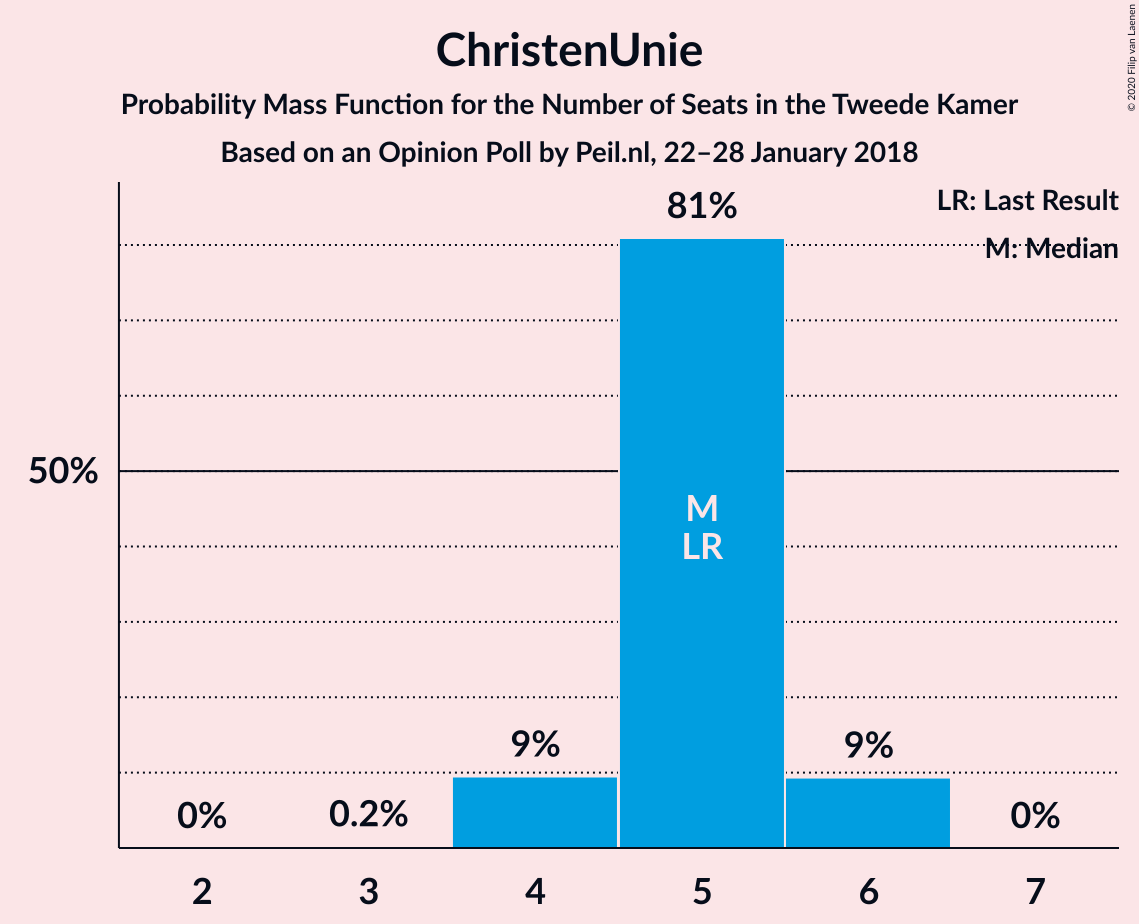 ChristenUnie
Probability Mass Function for the Number of Seats in the Tweede Kamer
Based on an Opinion Poll by Peil.nl, 22–28 January 2018
© 2020 Filip van Laenen
LR: Last Result
M: Median
81%
50%
M
LR
9%
9%
0%
0.2%
0%
2
3
4
5
6
7